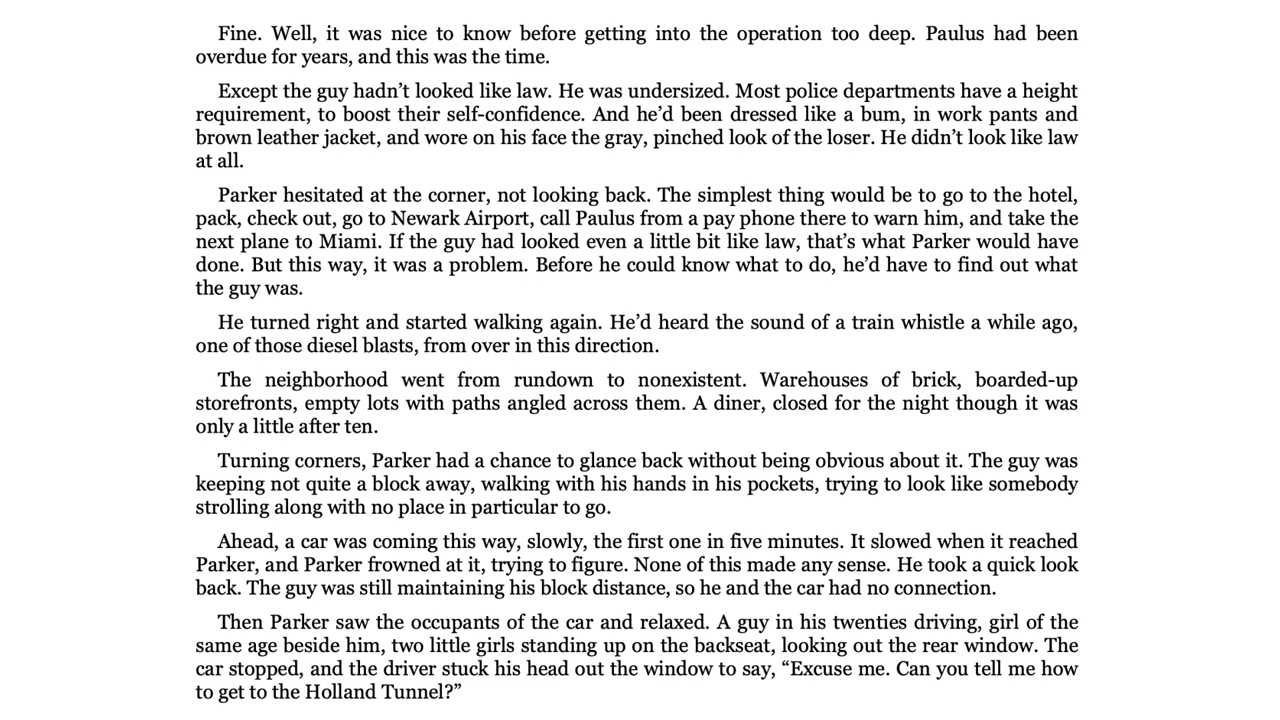 Fine. Well, it was nice to know before getting into the operation too deep. Paulus had been
overdue for years, and this was the time.
Except the guy hadn’t looked like law. He was undersized. Most police departments have a height
requirement, to boost their self-confidence. And he’d been dressed like a bum, in work pants and
brown leather jacket, and wore on his face the gray, pinched look of the loser. He didn’t look like law
at all.
Parker hesitated at the corner, not looking back. The simplest thing would be to go to the hotel,
pack, check out, go to Newark Airport, call Paulus from a pay phone there to warn him, and take the
next plane to Miami. If the guy had looked even a little bit like law, that’s what Parker would have
done. But this way, it was a problem. Before he could know what to do, he’d have to find out what
the guy was.
He turned right and started walking again. He’d heard the sound of a train whistle a while ago,
one of those diesel blasts, from over in this direction.
The neighborhood went from rundown to nonexistent. Warehouses of brick, boarded-up
storefronts, empty lots with paths angled across them. A diner, closed for the night though it was
only a little after ten.
Turning corners, Parker had a chance to glance back without being obvious about it. The guy was
keeping not quite a block away, walking with his hands in his pockets, trying to look like somebody
strolling along with no place in particular to go.
Ahead, a car was coming this way, slowly, the first one in five minutes. It slowed when it reached
Parker, and Parker frowned at it, trying to figure. None of this made any sense. He took a quick look
back. The guy was still maintaining his block distance, so he and the car had no connection.
Then Parker saw the occupants of the car and relaxed. A guy in his twenties driving, girl of the
same age beside him, two little girls standing up on the backseat, looking out the rear window. The
car stopped, and the driver stuck his head out the window to say, “Excuse me. Can you tell me how
to get to the Holland Tunnel?”